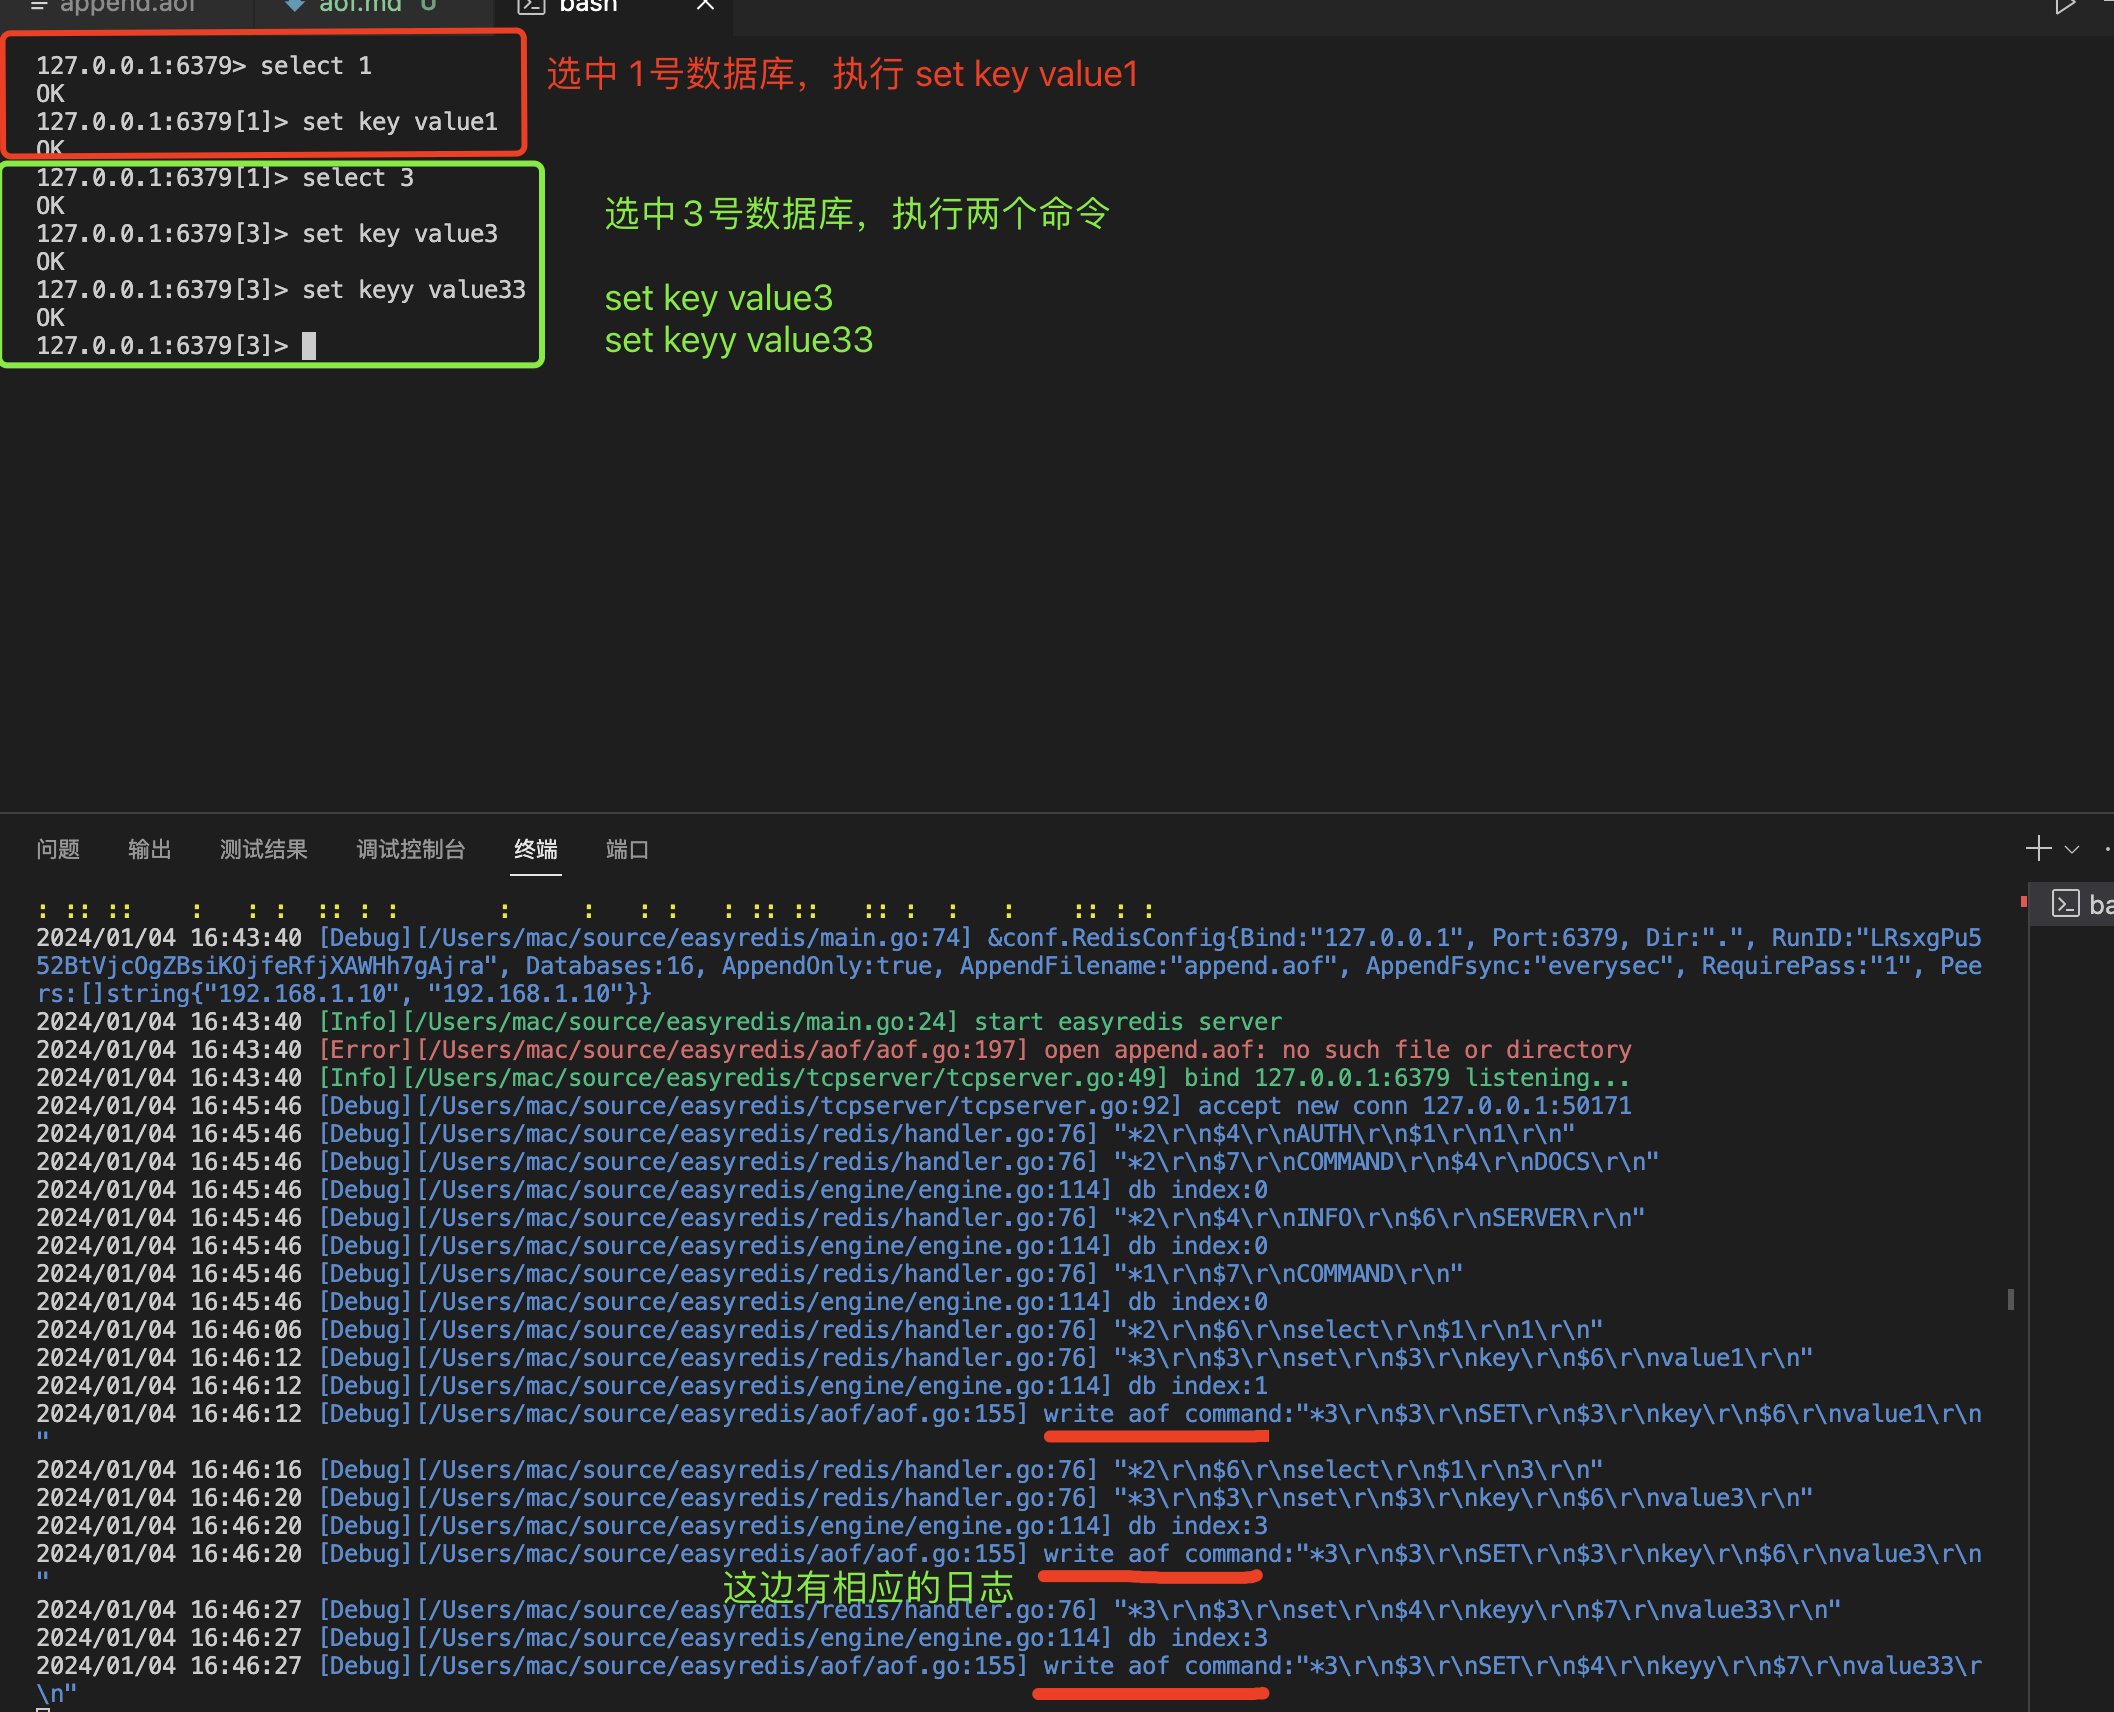 append.aof
aof.md U
bash
127.0.0.1:6379> select 1
OK
127.0.0.1:6379[1]> set key value1
OK
选中 1号数据库，执行 set key value1
127.0.0.1:6379[1]> select 3
OK
127.0.0.1:6379[3]> set key value3
OK
127.0.0.1:6379[3]> set keyy value33
OK
127.0.0.1:6379[3]>
选中 3 号数据库，执行两个命令
set key value3
set keyy value33
问题 输出 测试结果 调试控制台 终端 端口
2024/01/04 16:43:40 [Debug][/Users/mac/source/easyredis/main.go:74] &conf.RedisConfig{Bind:"127.0.0.1", Port:6379, Dir:".", RunID:"LRsxgPu5
52BtVjcOgZBsiKOjfeRfjXAWHh7gAjra", Databases:16, AppendOnly:true, AppendFilename:"append.aof", AppendFsync:"everysec", RequirePass:"1", Pee
rs:[]string{"192.168.1.10", "192.168.1.10"}}
2024/01/04 16:43:40 [Info][/Users/mac/source/easyredis/main.go:24] start easyredis server
2024/01/04 16:43:40 [Error][/Users/mac/source/easyredis/aof/aof.go:197] open append.aof: no such file or directory
2024/01/04 16:43:40 [Info][/Users/mac/source/easyredis/tcpserver/tcpserver.go:49] bind 127.0.0.1:6379 listening...
2024/01/04 16:45:46 [Debug][/Users/mac/source/easyredis/tcpserver/tcpserver.go:92] accept new conn 127.0.0.1:50171
2024/01/04 16:45:46 [Debug][/Users/mac/source/easyredis/redis/handler.go:76] "*2\r\n$4\r\nAUTH\r\n$1\r\n1\r\n"
2024/01/04 16:45:46 [Debug][/Users/mac/source/easyredis/redis/handler.go:76] "*2\r\n$7\r\nCOMMAND\r\n$4\r\nDOCS\r\n"
2024/01/04 16:45:46 [Debug][/Users/mac/source/easyredis/engine/engine.go:114] db index:0
2024/01/04 16:45:46 [Debug][/Users/mac/source/easyredis/redis/handler.go:76] "*2\r\n$4\r\nINFO\r\n$6\r\nSERVER\r\n"
2024/01/04 16:45:46 [Debug][/Users/mac/source/easyredis/engine/engine.go:114] db index:0
2024/01/04 16:45:46 [Debug][/Users/mac/source/easyredis/redis/handler.go:76] "*1\r\n$7\r\nCOMMAND\r\n"
2024/01/04 16:45:46 [Debug][/Users/mac/source/easyredis/engine/engine.go:114] db index:0
2024/01/04 16:46:06 [Debug][/Users/mac/source/easyredis/redis/handler.go:76] "*2\r\n$6\r\nselect\r\n$1\r\n1\r\n"
2024/01/04 16:46:12 [Debug][/Users/mac/source/easyredis/redis/handler.go:76] "*3\r\n$3\r\nset\r\n$3\r\nkey\r\n$6\r\nvalue1\r\n"
2024/01/04 16:46:12 [Debug][/Users/mac/source/easyredis/engine/engine.go:114] db index:1
2024/01/04 16:46:12 [Debug][/Users/mac/source/easyredis/aof/aof.go:155] write aof command:"*3\r\n$3\r\nSET\r\n$3\r\nkey\r\n$6\r\nvalue1\r\n
"
2024/01/04 16:46:16 [Debug][/Users/mac/source/easyredis/redis/handler.go:76] "*2\r\n$6\r\nselect\r\n$1\r\n3\r\n"
2024/01/04 16:46:20 [Debug][/Users/mac/source/easyredis/redis/handler.go:76] "*3\r\n$3\r\nset\r\n$3\r\nkey\r\n$6\r\nvalue3\r\n"
2024/01/04 16:46:20 [Debug][/Users/mac/source/easyredis/engine/engine.go:114] db index:3
2024/01/04 16:46:20 [Debug][/Users/mac/source/easyredis/aof/aof.go:155] write aof command:"*3\r\n$3\r\nSET\r\n$3\r\nkey\r\n$6\r\nvalue3\r\n
"
这边有相应的日志
2024/01/04 16:46:27 [Debug][/Users/mac/source/easyredis/redis/handler.go:76] "*3\r\n$3\r\nset\r\n$4\r\nkeyy\r\n$7\r\nvalue33\r\n"
2024/01/04 16:46:27 [Debug][/Users/mac/source/easyredis/engine/engine.go:114] db index:3
2024/01/04 16:46:27 [Debug][/Users/mac/source/easyredis/aof/aof.go:155] write aof command:"*3\r\n$3\r\nSET\r\n$4\r\nkeyy\r\n$7\r\nvalue33\r
\n"